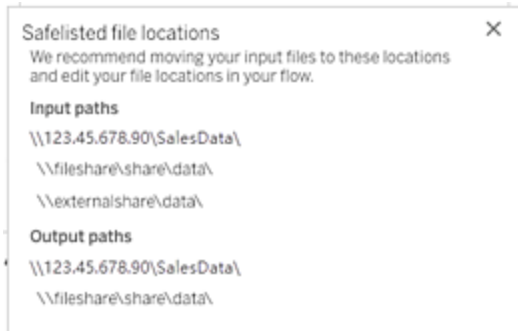 Safelisted file locations
We recommend moving your input files to these locations
and edit your file locations in your flow.
Input paths
\\123.45.678.90\SalesData\
\\fileshare\share\data\
\\externalshare\data\
Output paths
\\123.45.678.90\SalesData\
\\fileshare\share\data\